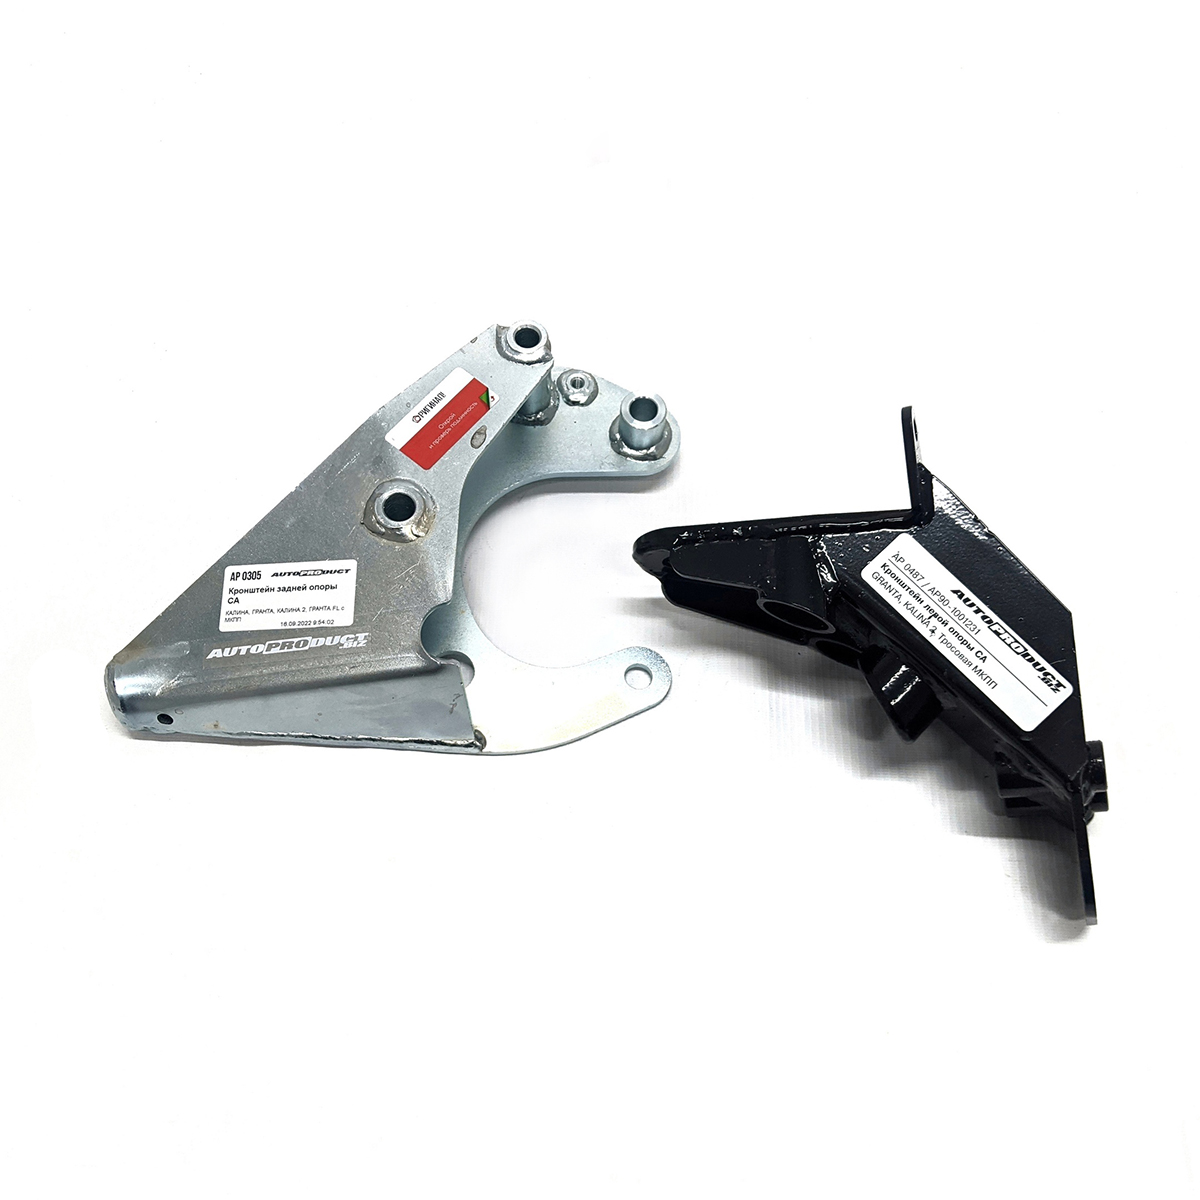 ОРИГИНАЛ!
Открой
и проверь подлинность
AP 0305 AUTOPRODUCT
Кронштейн задней опоры
СА
КАЛИНА, ГРАНТА, КАЛИНА 2, ГРАНТА FL с
МКПП
16.09.2022 9:54:02
AUTOPRODUCT
.BIZ
AP 0487 / AP90-1001231
Кронштейн левой опоры СА
GRANTA, KALINA 2, Тросовая МКПП
AUTOPRODUCT
.BIZ